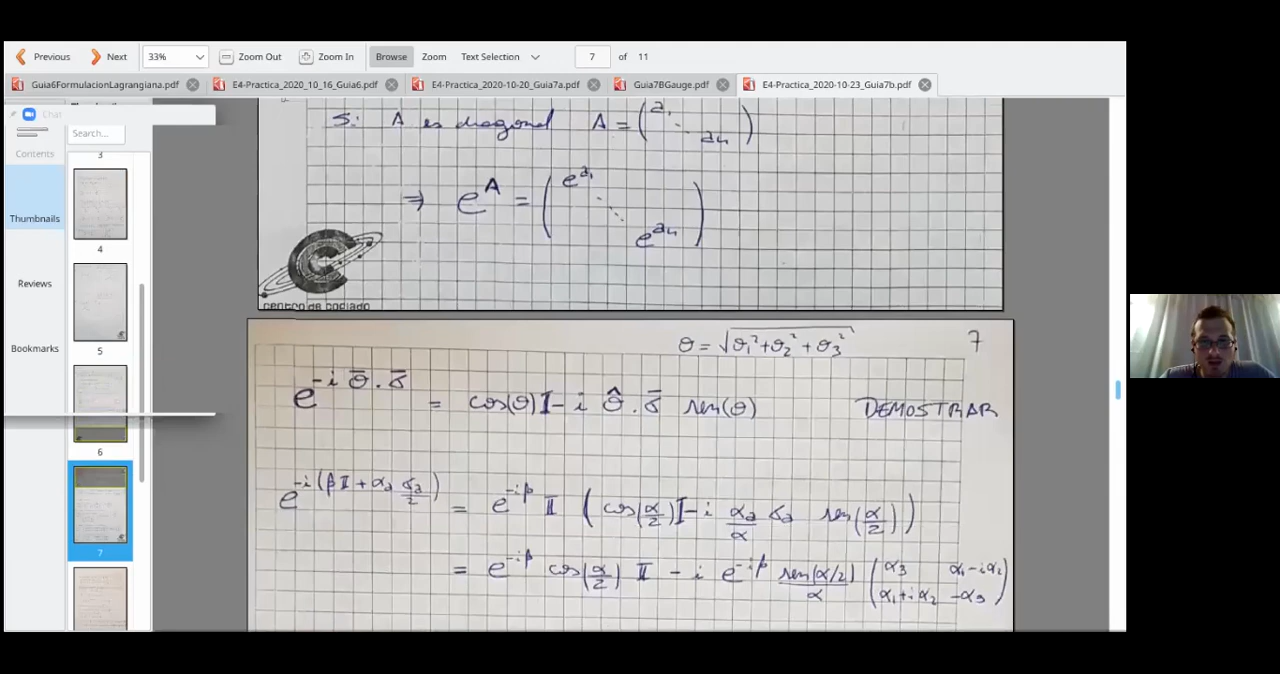 Previous Next 33% Zoom Out Zoom In Browse Zoom Text Selection 7 of 11
Guia6FormulacionLagrangiana.pdf E4-Practica_2020_10_16_Guia6.pdf E4-Practica_2020-10-20_Guia7a.pdf Guia7BGauge.pdf E4-Practica_2020-10-23_Guia7b.pdf
Chat
Search...
Contents
Thumbnails
Reviews
Bookmarks
3
4
5
6
7
Si A es diagonal A = (a₁ ⋱ aₙ)
⇒ e^A = (e^{a₁} ⋱ e^{aₙ})
centro de copiado
θ = √(θ₁² + θ₂² + θ₃²) 7
e^{-i θ̄.σ̄} = cos(θ) 𝕀 - i θ̂.σ̄ sen(θ) DEMOSTRAR
e^{-i(β𝕀 + αₐ σₐ/2)} = e^{-iβ} 𝕀 (cos(α/2) 𝕀 - i αₐ/α σₐ sen(α/2))
= e^{-iβ} cos(α/2) 𝕀 - i e^{-iβ} sen(α/2)/α (α₃ α₁-iα₂
α₁+iα₂ -α₃)